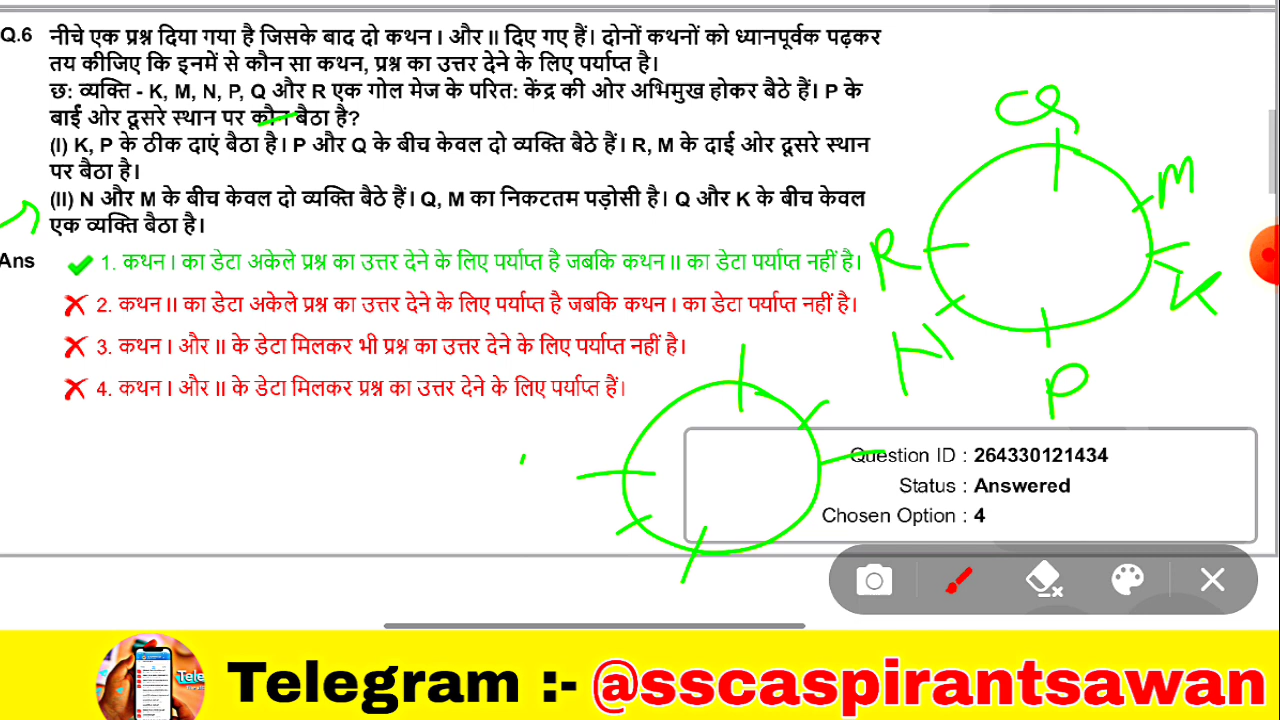 Q.6 नीचे एक प्रश्न दिया गया है जिसके बाद दो कथन I और II दिए गए हैं। दोनों कथनों को ध्यानपूर्वक पढ़कर
तय कीजिए कि इनमें से कौन सा कथन, प्रश्न का उत्तर देने के लिए पर्याप्त है।
छ: व्यक्ति - K, M, N, P, Q और R एक गोल मेज के परित: केंद्र की ओर अभिमुख होकर बैठे हैं। P के
बाईं ओर दूसरे स्थान पर कौन बैठा है?
(I) K, P के ठीक दाएं बैठा है। P और Q के बीच केवल दो व्यक्ति बैठे हैं। R, M के दाईं ओर दूसरे स्थान
पर बैठा है।
(II) N और M के बीच केवल दो व्यक्ति बैठे हैं। Q, M का निकटतम पड़ोसी है। Q और K के बीच केवल
एक व्यक्ति बैठा है।
Ans 1. कथन I का डेटा अकेले प्रश्न का उत्तर देने के लिए पर्याप्त है जबकि कथन II का डेटा पर्याप्त नहीं है।
2. कथन II का डेटा अकेले प्रश्न का उत्तर देने के लिए पर्याप्त है जबकि कथन I का डेटा पर्याप्त नहीं है।
3. कथन I और II के डेटा मिलकर भी प्रश्न का उत्तर देने के लिए पर्याप्त नहीं है।
4. कथन I और II के डेटा मिलकर प्रश्न का उत्तर देने के लिए पर्याप्त हैं।
Q
M
R
K
N
P
Question ID : 264330121434
Status : Answered
Chosen Option : 4
Tele
Telegram :- @sscaspirantsawan